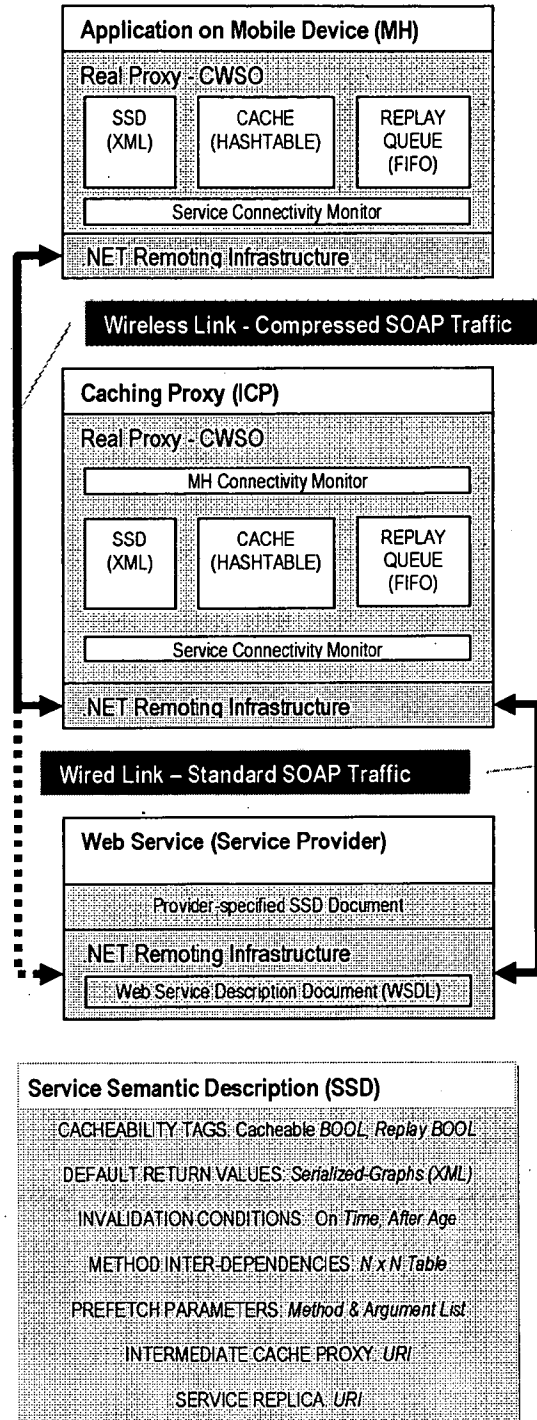 Application on Mobile Device (MH)
Real Proxy - CWSO
SSD
(XML)
CACHE
(HASHTABLE)
REPLAY
QUEUE
(FIFO)
Service Connectivity Monitor
.NET Remoting Infrastructure
Wireless Link - Compressed SOAP Traffic
Caching Proxy (ICP)
Real Proxy - CWSO
MH Connectivity Monitor
SSD
(XML)
CACHE
(HASHTABLE)
REPLAY
QUEUE
(FIFO)
Service Connectivity Monitor
.NET Remoting Infrastructure
Wired Link – Standard SOAP Traffic
Web Service (Service Provider)
Provider-specified SSD Document
.NET Remoting Infrastructure
Web Service Description Document (WSDL)
Service Semantic Description (SSD)
CACHEABILITY TAGS: Cacheable BOOL, Replay BOOL
DEFAULT RETURN VALUES: Serialized-Graphs (XML)
INVALIDATION CONDITIONS: On Time, After Age
METHOD INTER-DEPENDENCIES: N x N Table
PREFETCH PARAMETERS: Method & Argument List
INTERMEDIATE CACHE PROXY: URI
SERVICE REPLICA: URI